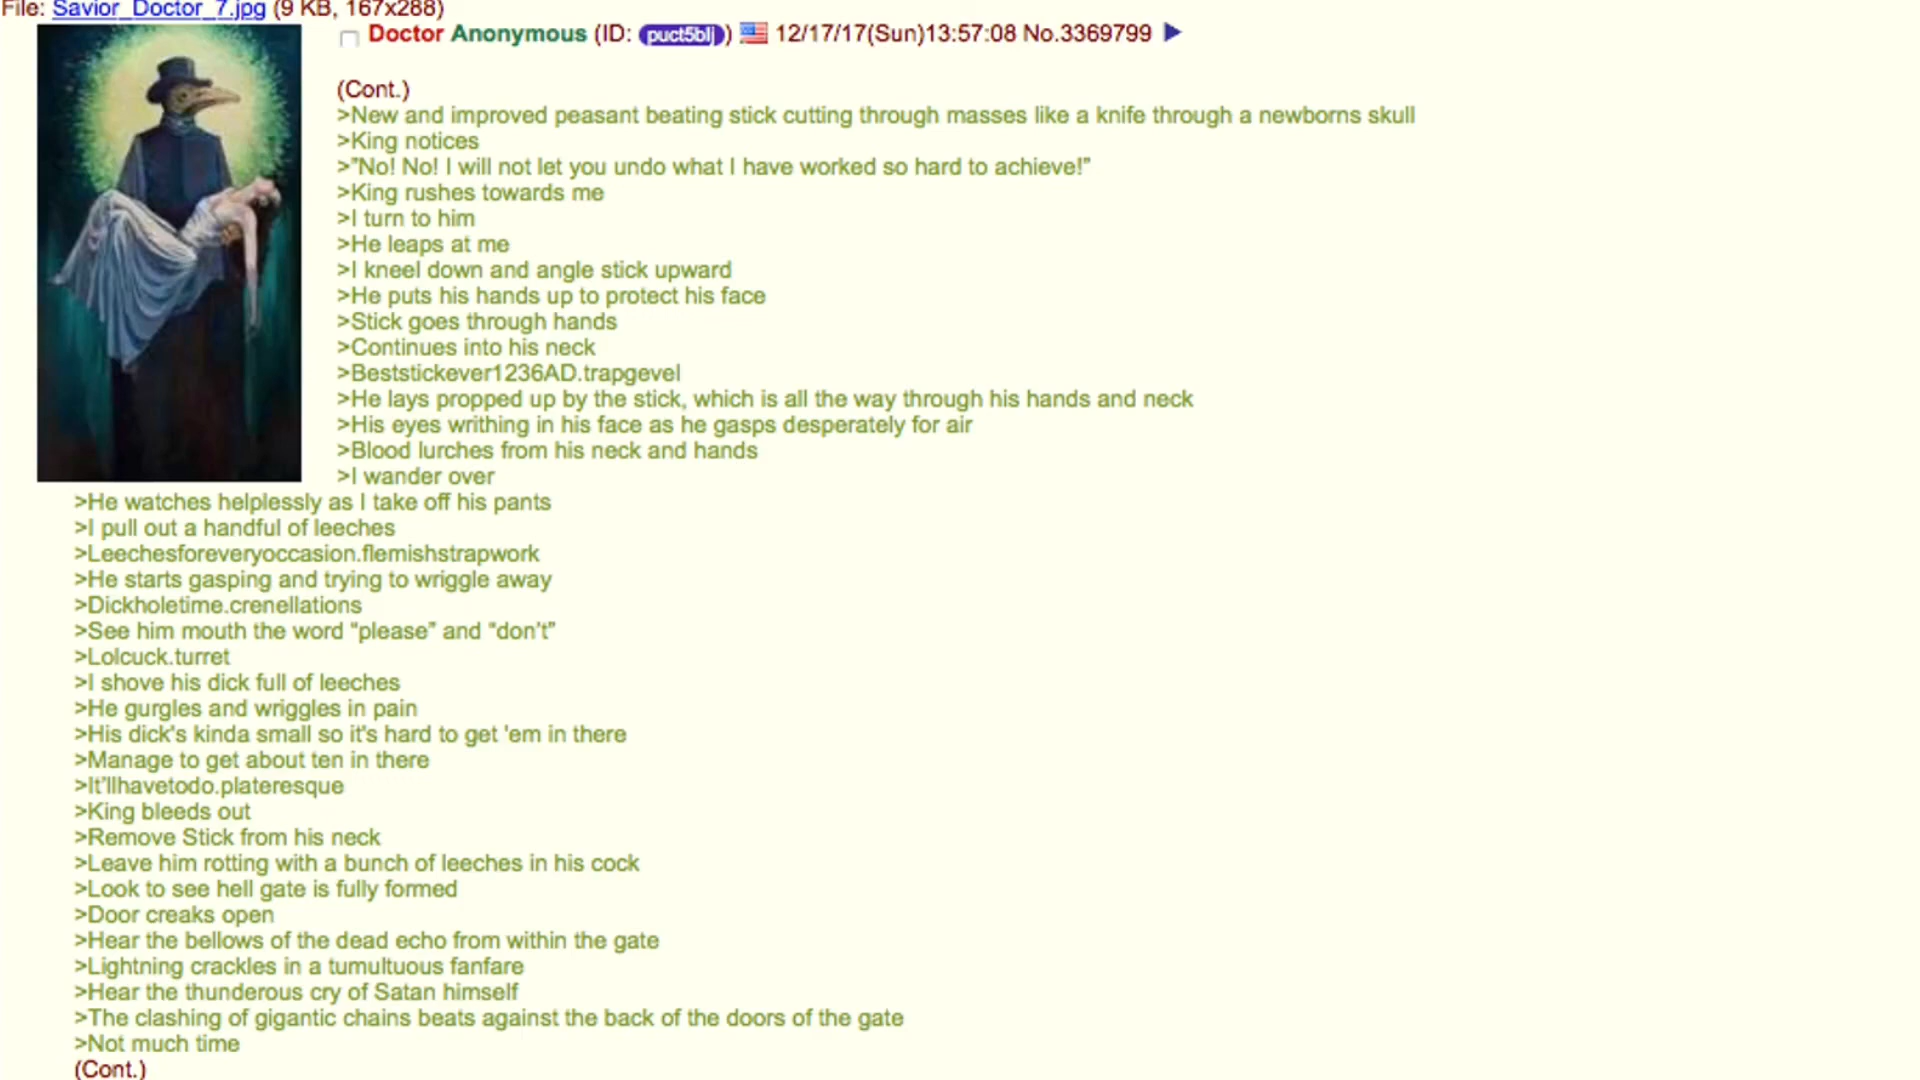 File: Savior_Doctor_7.jpg (9 KB, 167x288)
Doctor Anonymous (ID: puct5blj) 12/17/17(Sun)13:57:08 No.3369799
(Cont.)
>New and improved peasant beating stick cutting through masses like a knife through a newborns skull
>King notices
>"No! No! I will not let you undo what I have worked so hard to achieve!"
>King rushes towards me
>I turn to him
>He leaps at me
>I kneel down and angle stick upward
>He puts his hands up to protect his face
>Stick goes through hands
>Continues into his neck
>Beststickever1236AD.trapgevel
>He lays propped up by the stick, which is all the way through his hands and neck
>His eyes writhing in his face as he gasps desperately for air
>Blood lurches from his neck and hands
>I wander over
>He watches helplessly as I take off his pants
>I pull out a handful of leeches
>Leechesforeveryoccasion.flemishstrapwork
>He starts gasping and trying to wriggle away
>Dickholetime.crenellations
>See him mouth the word “please” and “don’t”
>Lolcuck.turret
>I shove his dick full of leeches
>He gurgles and wriggles in pain
>His dick's kinda small so it's hard to get 'em in there
>Manage to get about ten in there
>It’llhavetodo.plateresque
>King bleeds out
>Remove Stick from his neck
>Leave him rotting with a bunch of leeches in his cock
>Look to see hell gate is fully formed
>Door creaks open
>Hear the bellows of the dead echo from within the gate
>Lightning crackles in a tumultuous fanfare
>Hear the thunderous cry of Satan himself
>The clashing of gigantic chains beats against the back of the doors of the gate
>Not much time
(Cont.)